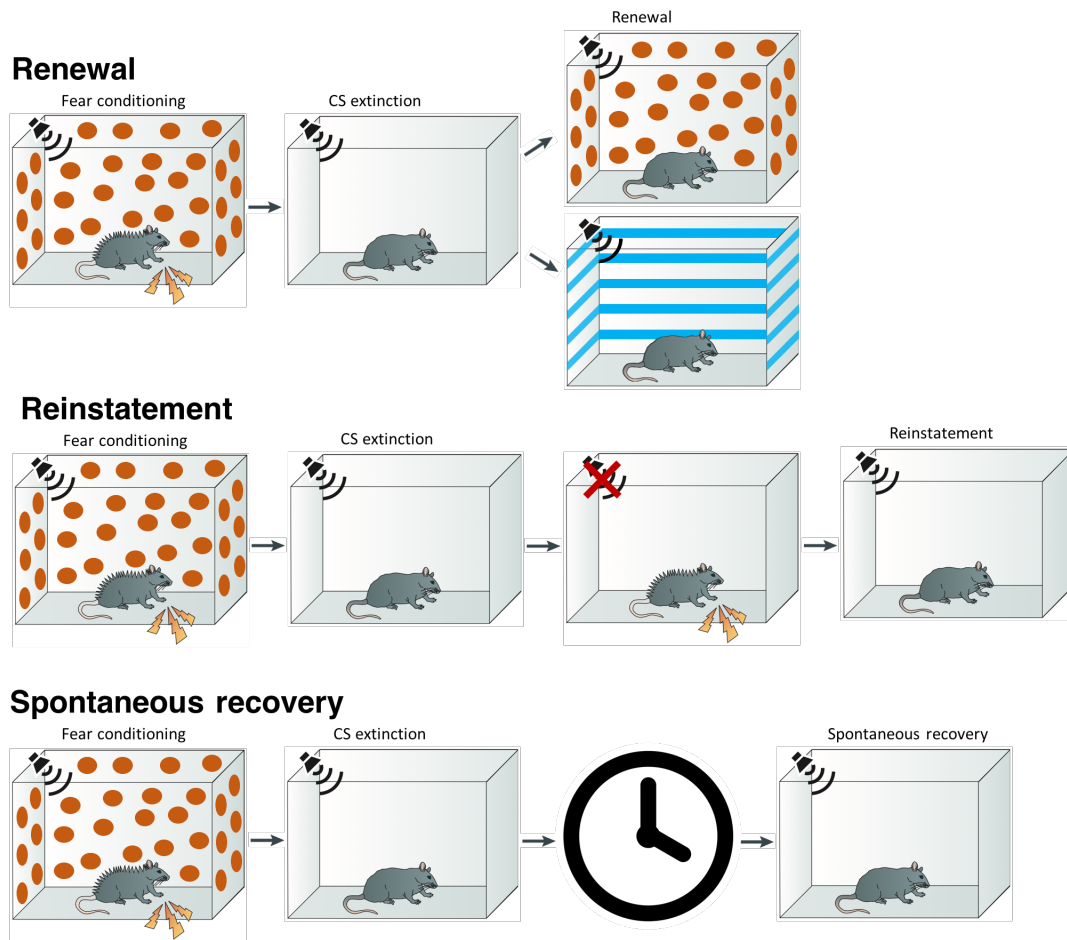 Renewal
Renewal
Fear conditioning
CS extinction
Reinstatement
Fear conditioning
CS extinction
Reinstatement
Spontaneous recovery
Fear conditioning
CS extinction
Spontaneous recovery